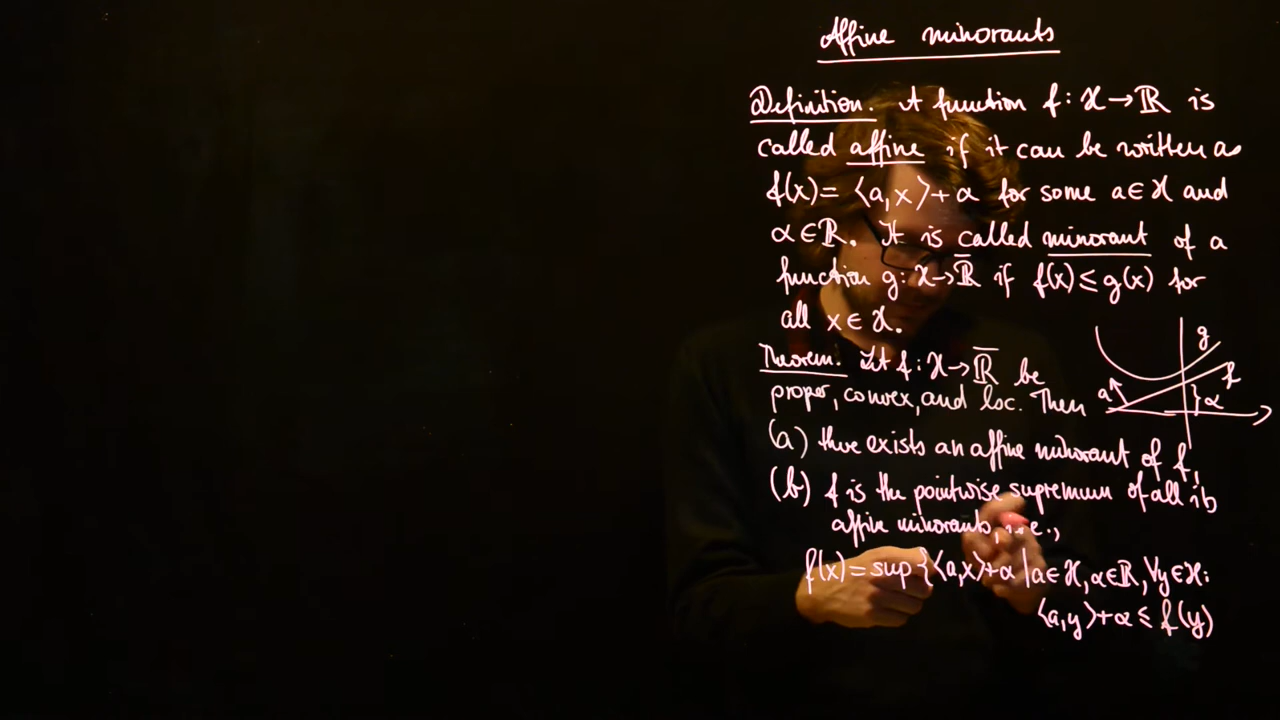 Affine minorants
Definition. A function f: X→ℝ is
called affine if it can be written as
f(x)= ⟨a,x⟩+α for some a∈X and
α∈ℝ. It is called minorant of a
function g: X→ℝ̅ if f(x)≤g(x) for
all x∈X.
Theorem. Let f: X→ℝ̅ be
proper, convex, and lsc. Then
(a) there exists an affine minorant of f,
(b) f is the pointwise supremum of all its
affine minorants, i.e.,
f(x)=sup{⟨a,x⟩+α | a∈X, α∈ℝ, ∀y∈X:
⟨a,y⟩+α≤f(y)
g
f
a
α